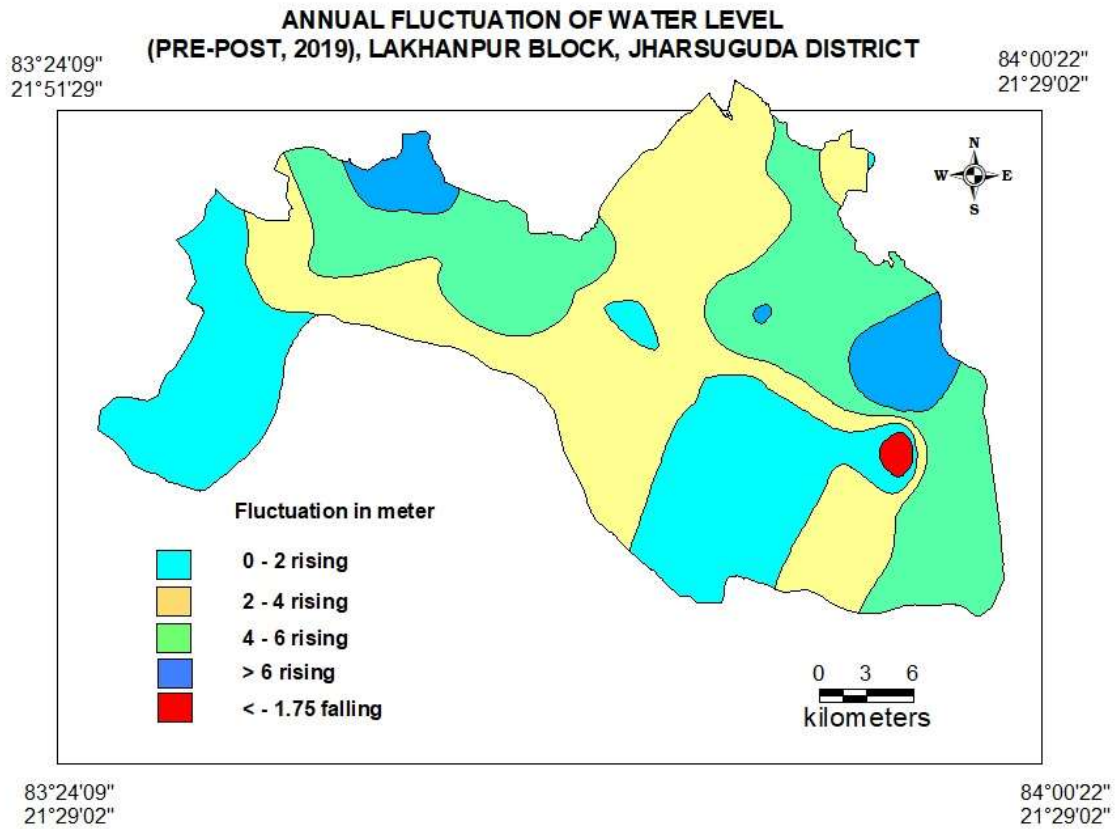 ANNUAL FLUCTUATION OF WATER LEVEL
(PRE-POST, 2019), LAKHANPUR BLOCK, JHARSUGUDA DISTRICT
83°24'09"
21°51'29"
84°00'22"
21°29'02"
N
W E
S
Fluctuation in meter
0 - 2 rising
2 - 4 rising
4 - 6 rising
> 6 rising
< - 1.75 falling
0 3 6
kilometers
83°24'09"
21°29'02"
84°00'22"
21°29'02"